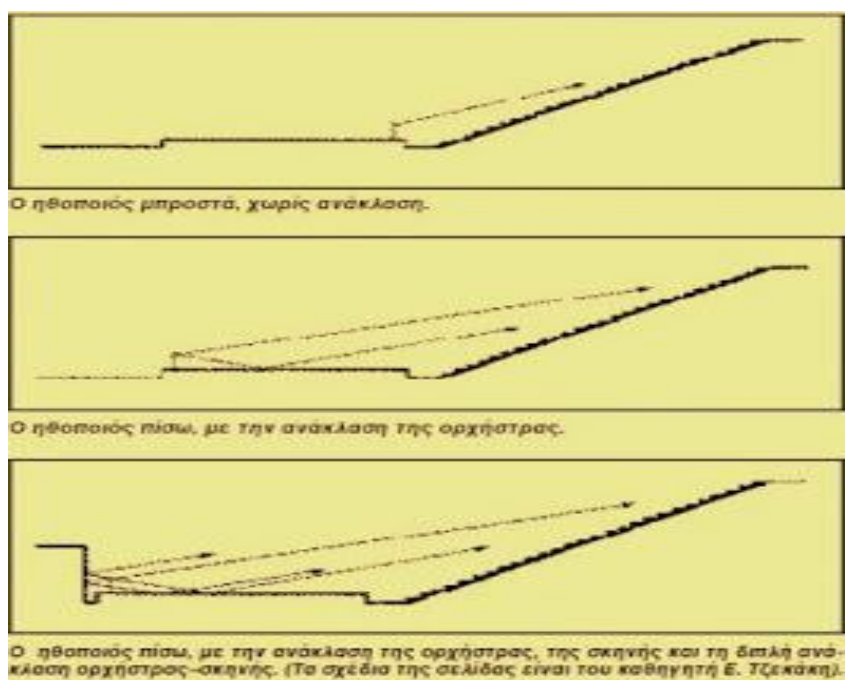 Ο ηθοποιός μπροστά, χωρίς ανάκλαση.
Ο ηθοποιός πίσω, με την ανάκλαση της ορχήστρας.
Ο ηθοποιός πίσω, με την ανάκλαση της ορχήστρας, της σκηνής και τη διπλή ανά-
κλαση ορχήστρας-σκηνής. (Τα σχέδια της σελίδας είναι του καθηγητή Ε. Τζεκάκη).